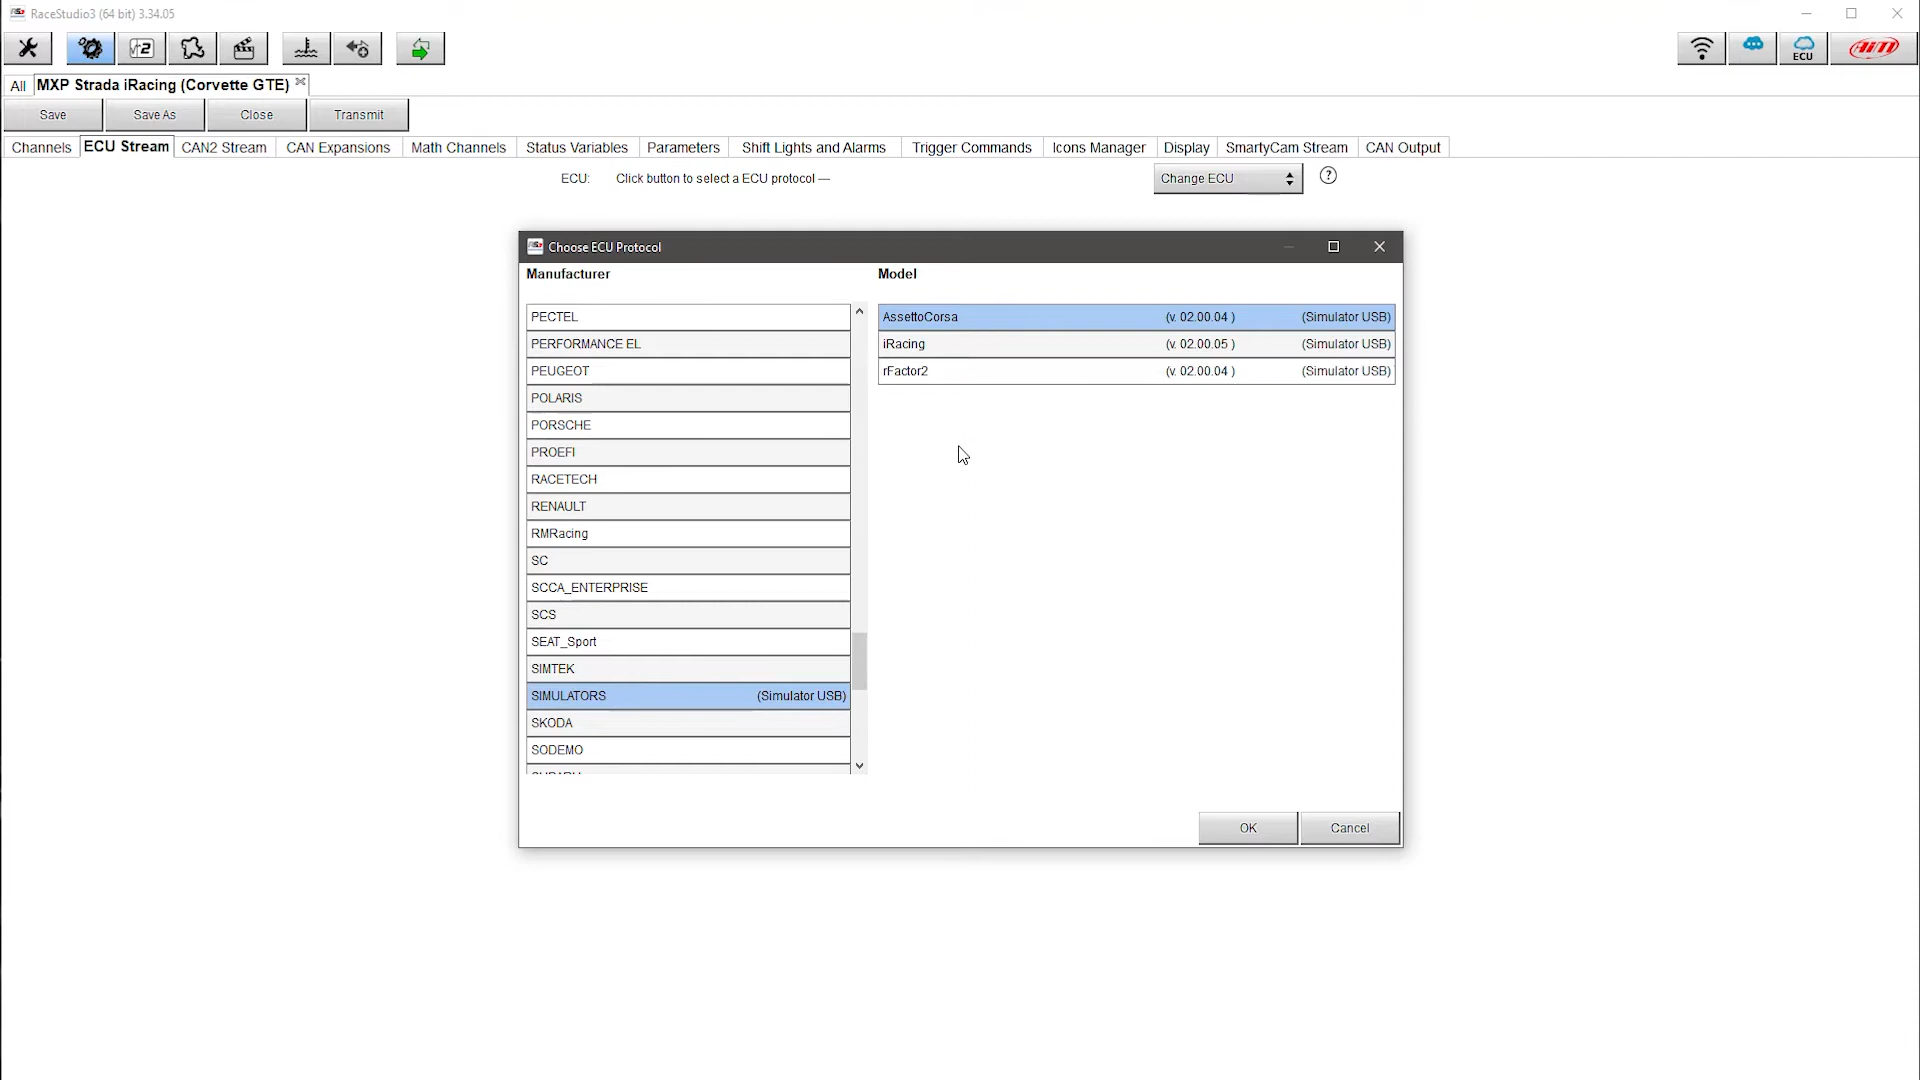 RaceStudio3 (64 bit) 3.34.05
ECU
AiM
All MXP Strada iRacing (Corvette GTE)
Save Save As Close Transmit
Channels ECU Stream CAN2 Stream CAN Expansions Math Channels Status Variables Parameters Shift Lights and Alarms Trigger Commands Icons Manager Display SmartyCam Stream CAN Output
ECU: Click button to select a ECU protocol --- Change ECU ?
Choose ECU Protocol
Manufacturer Model
PECTEL AssettoCorsa (v. 02.00.04 ) (Simulator USB)
PERFORMANCE EL iRacing (v. 02.00.05 ) (Simulator USB)
PEUGEOT rFactor2 (v. 02.00.04 ) (Simulator USB)
POLARIS
PORSCHE
PROEFI
RACETECH
RENAULT
RMRacing
SC
SCCA_ENTERPRISE
SCS
SEAT_Sport
SIMTEK
SIMULATORS (Simulator USB)
SKODA
SODEMO
OK Cancel